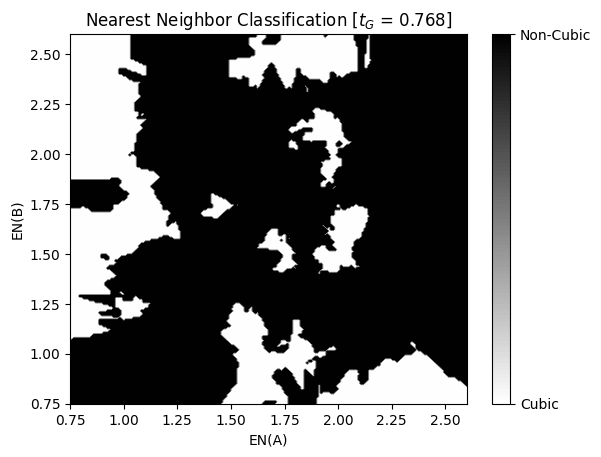 Nearest Neighbor Classification [t_G = 0.768]
Non-Cubic
2.50
2.25
2.00
1.75
EN(B)
1.50
1.25
1.00
0.75
Cubic
0.75 1.00 1.25 1.50 1.75 2.00 2.25 2.50
EN(A)